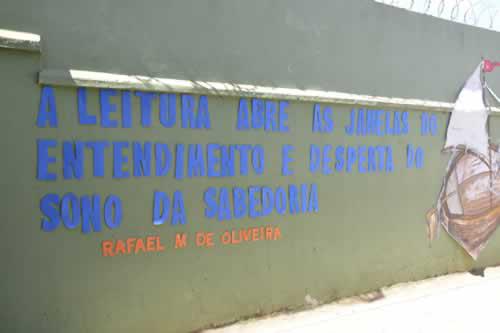 A LEITURA ABRE AS JANELAS DO
ENTENDIMENTO E DESPERTA DO
SONO DA SABEDORIA
RAFAEL M DE OLIVEIRA